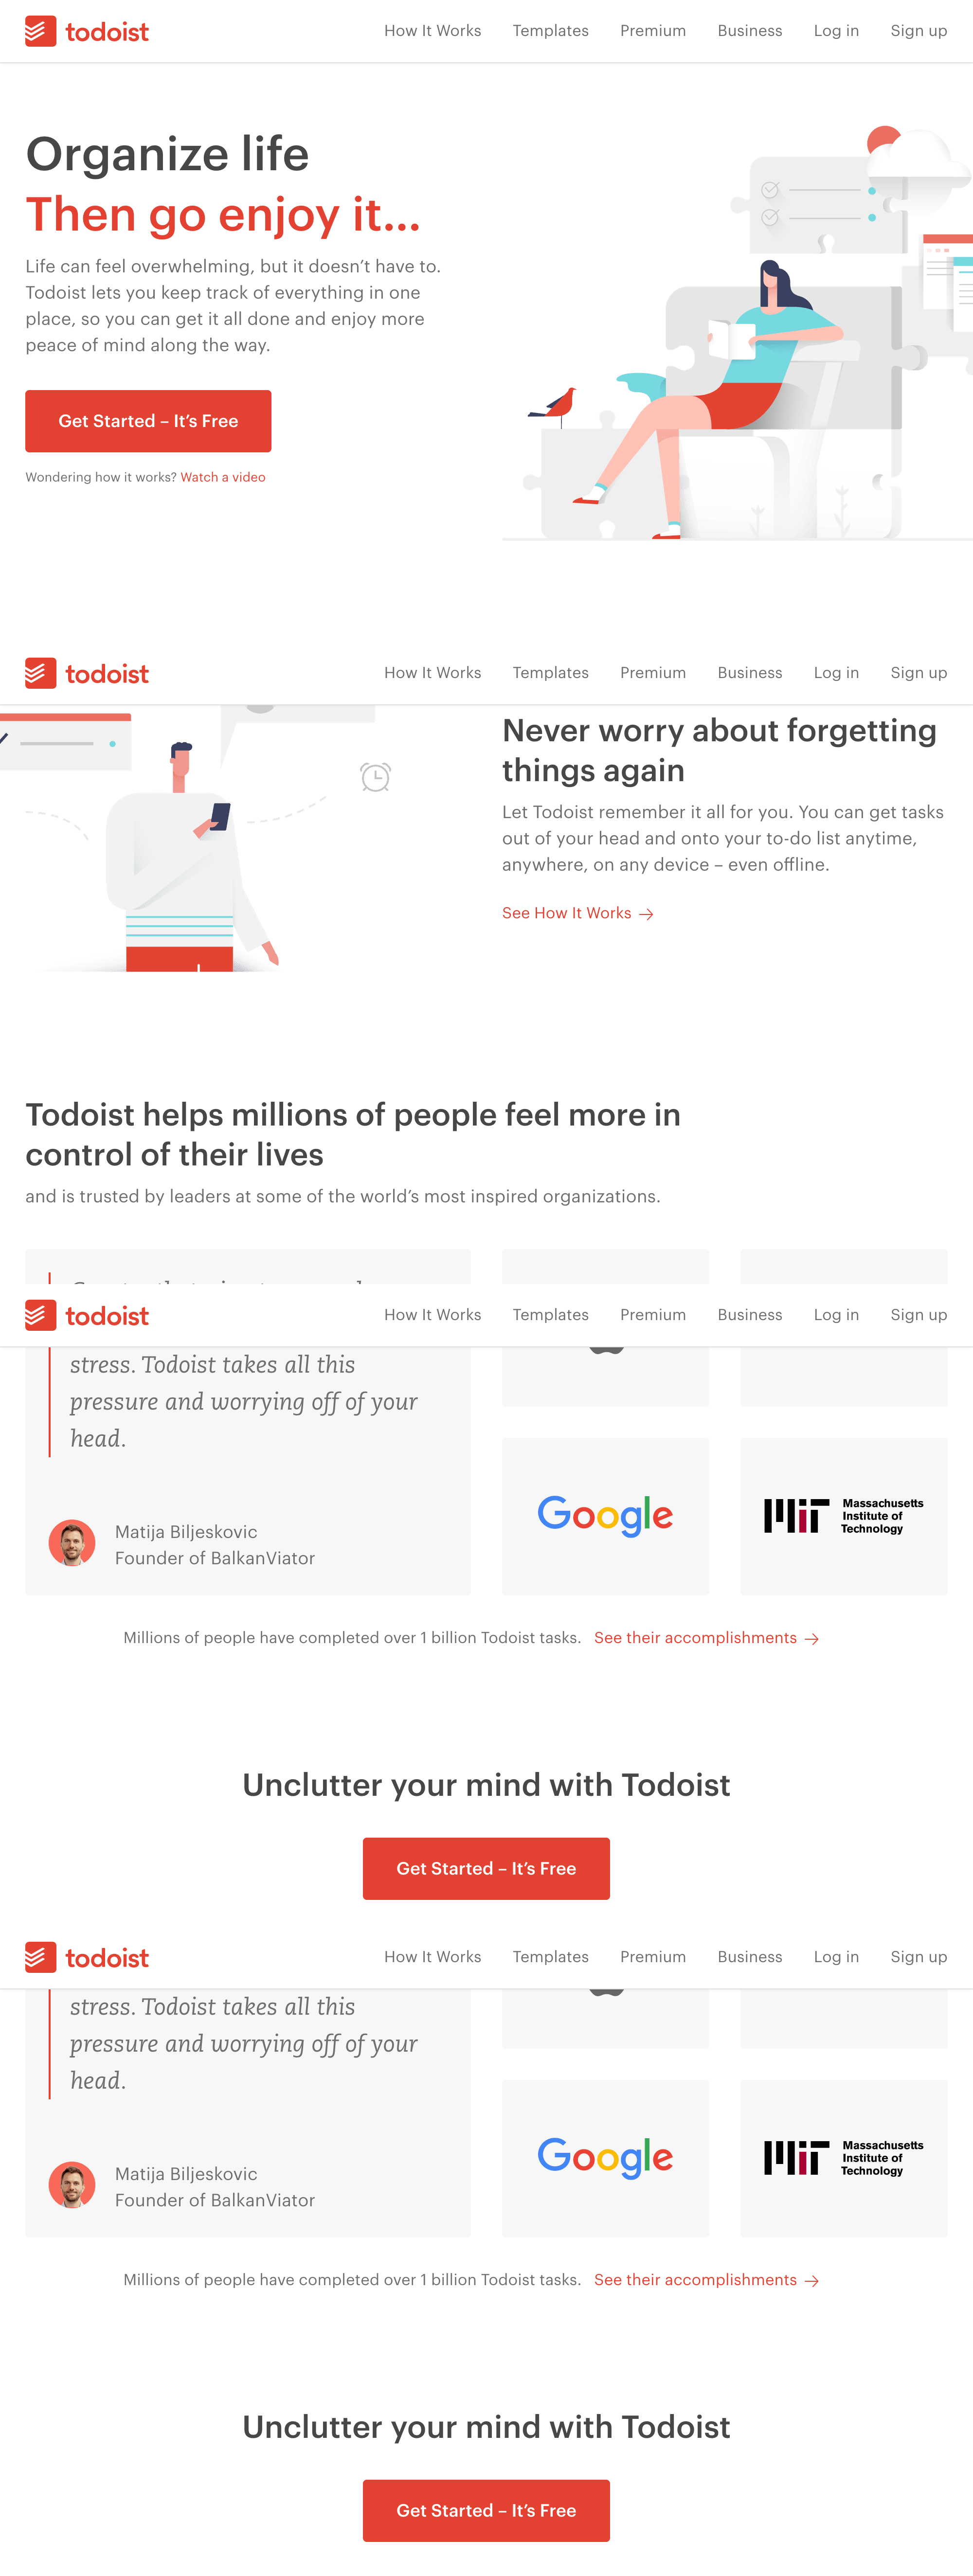 todoist
How It Works Templates Premium Business Log in Sign up
Organize life
Then go enjoy it...
Life can feel overwhelming, but it doesn’t have to.
Todoist lets you keep track of everything in one
place, so you can get it all done and enjoy more
peace of mind along the way.
Get Started – It’s Free
Wondering how it works? Watch a video
todoist
How It Works Templates Premium Business Log in Sign up
Never worry about forgetting
things again
Let Todoist remember it all for you. You can get tasks
out of your head and onto your to-do list anytime,
anywhere, on any device – even offline.
See How It Works →
Todoist helps millions of people feel more in
control of their lives
and is trusted by leaders at some of the world’s most inspired organizations.
todoist
How It Works Templates Premium Business Log in Sign up
stress. Todoist takes all this
pressure and worrying off of your
head.
Matija Biljeskovic
Founder of BalkanViator
Google
Massachusetts
Institute of
Technology
Millions of people have completed over 1 billion Todoist tasks. See their accomplishments →
Unclutter your mind with Todoist
Get Started – It’s Free
todoist
How It Works Templates Premium Business Log in Sign up
stress. Todoist takes all this
pressure and worrying off of your
head.
Matija Biljeskovic
Founder of BalkanViator
Google
Massachusetts
Institute of
Technology
Millions of people have completed over 1 billion Todoist tasks. See their accomplishments →
Unclutter your mind with Todoist
Get Started – It’s Free